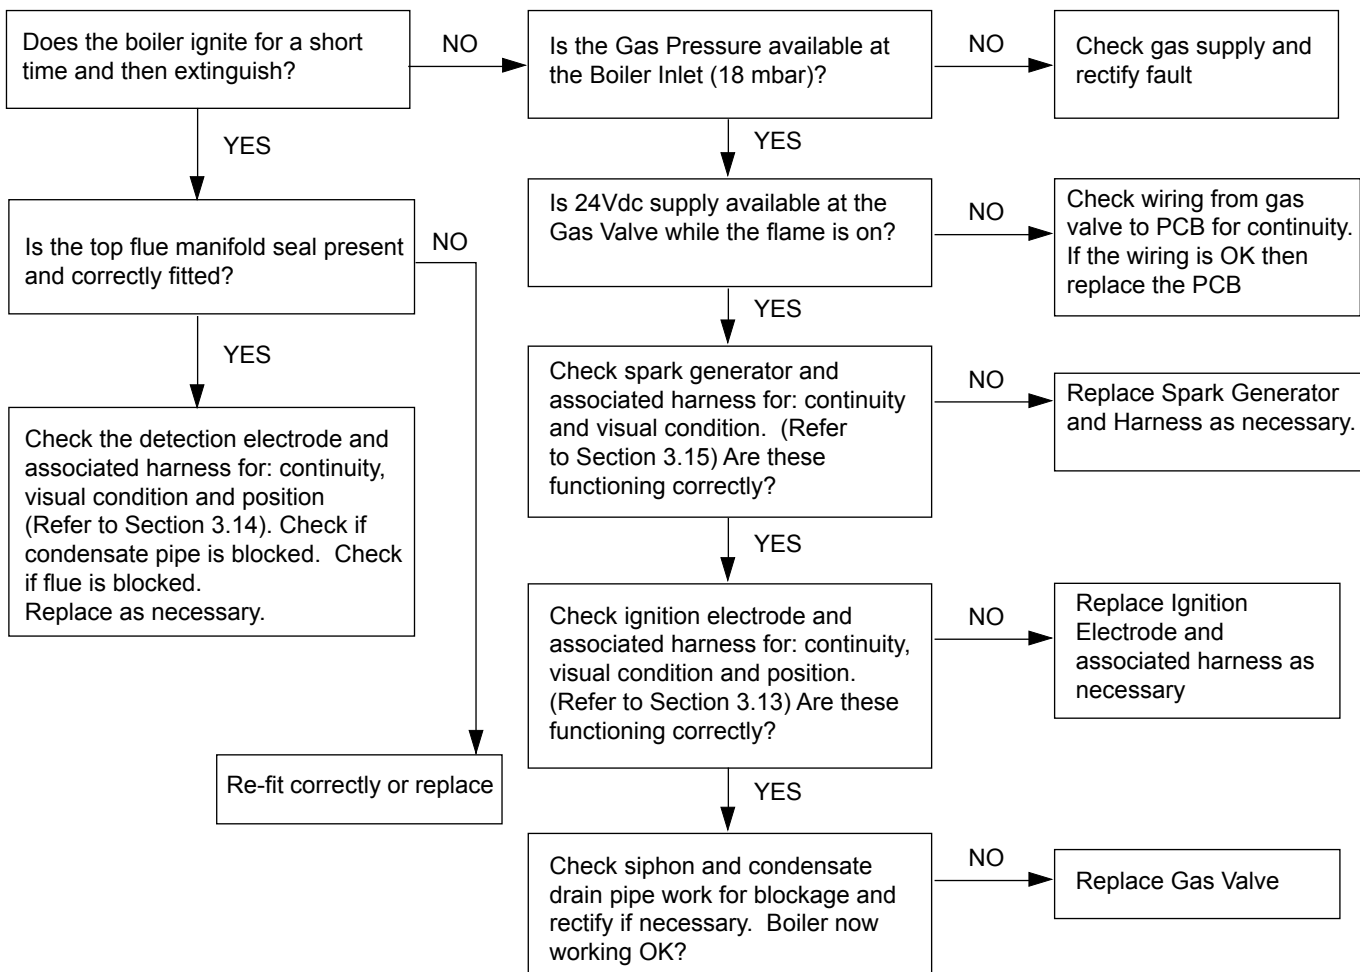 Does the boiler ignite for a short
time and then extinguish?
NO
Is the Gas Pressure available at
the Boiler Inlet (18 mbar)?
NO
Check gas supply and
rectify fault
YES
YES
Is the top flue manifold seal present
and correctly fitted?
NO
Is 24Vdc supply available at the
Gas Valve while the flame is on?
NO
Check wiring from gas
valve to PCB for continuity.
If the wiring is OK then
replace the PCB
YES
YES
Check the detection electrode and
associated harness for: continuity,
visual condition and position
(Refer to Section 3.14). Check if
condensate pipe is blocked.  Check
if flue is blocked.
Replace as necessary.
Check spark generator and
associated harness for: continuity
and visual condition.  (Refer
to Section 3.15) Are these
functioning correctly?
NO
Replace Spark Generator
and Harness as necessary.
YES
Check ignition electrode and
associated harness for: continuity,
visual condition and position.
(Refer to Section 3.13) Are these
functioning correctly?
NO
Replace Ignition
Electrode and
associated harness as
necessary
Re-fit correctly or replace
YES
Check siphon and condensate
drain pipe work for blockage and
rectify if necessary.  Boiler now
working OK?
NO
Replace Gas Valve